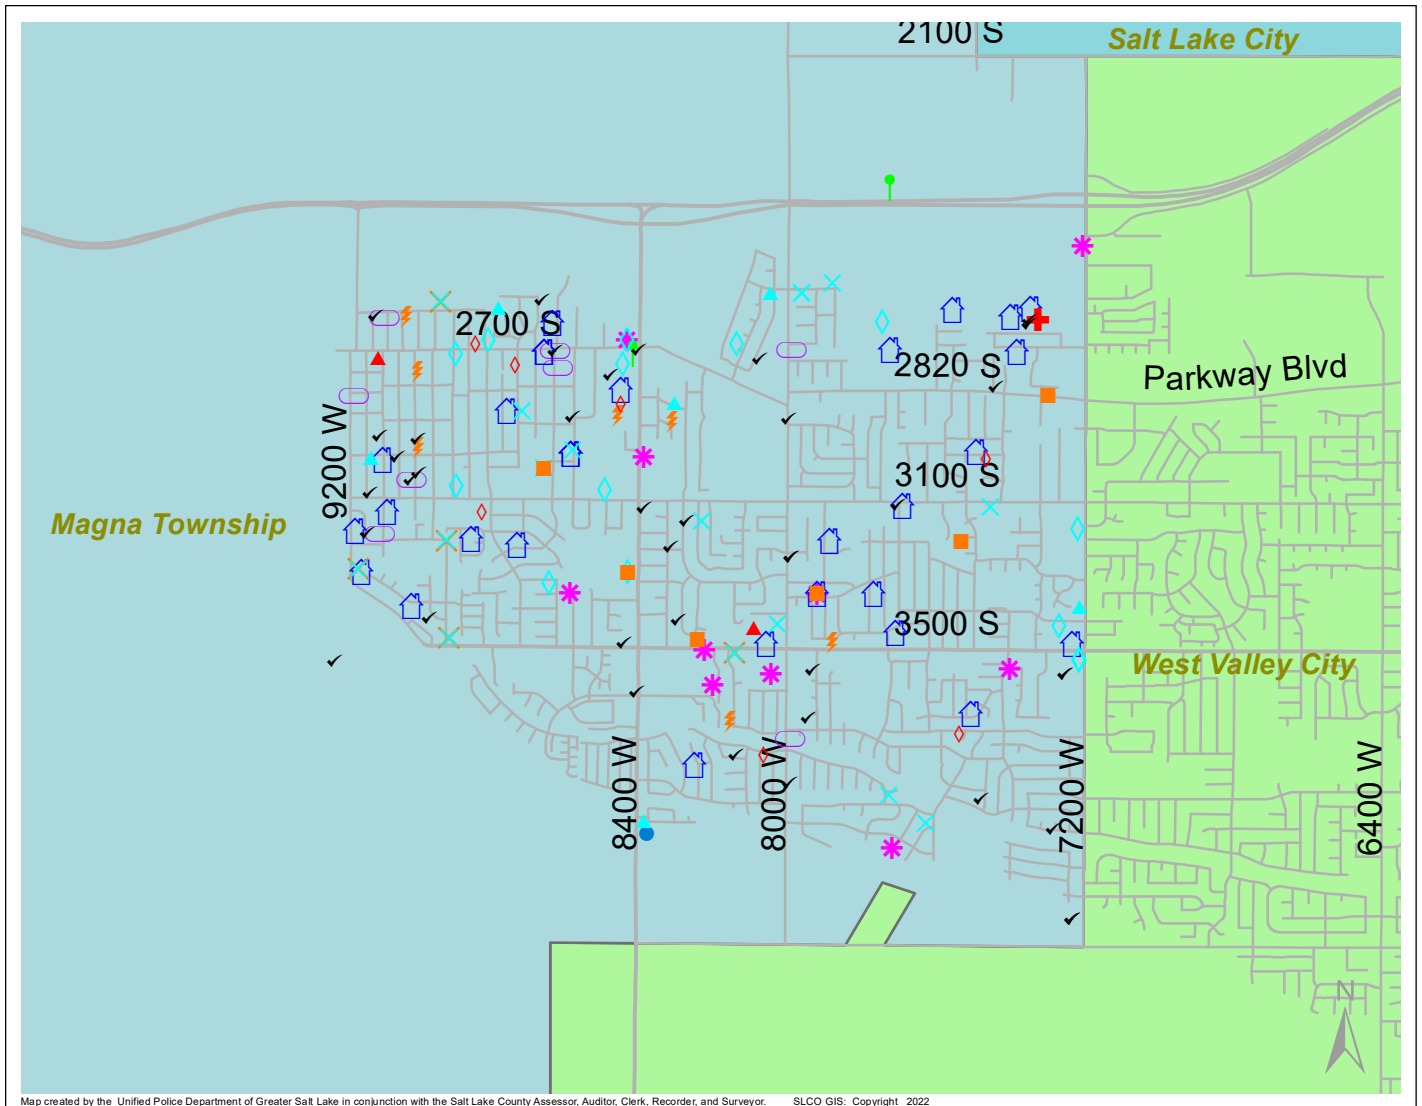 2100 S
Salt Lake City
2700 S
2820 S
Parkway Blvd
9200 W
3100 S
Magna Township
3500 S
West Valley City
8400 W
8000 W
7200 W
6400 W
N
Map created by the Unified Police Department of Greater Salt Lake in conjunction with the Salt Lake County Assessor, Auditor, Clerk, Recorder, and Surveyor. SLCO GIS: Copyright 2022